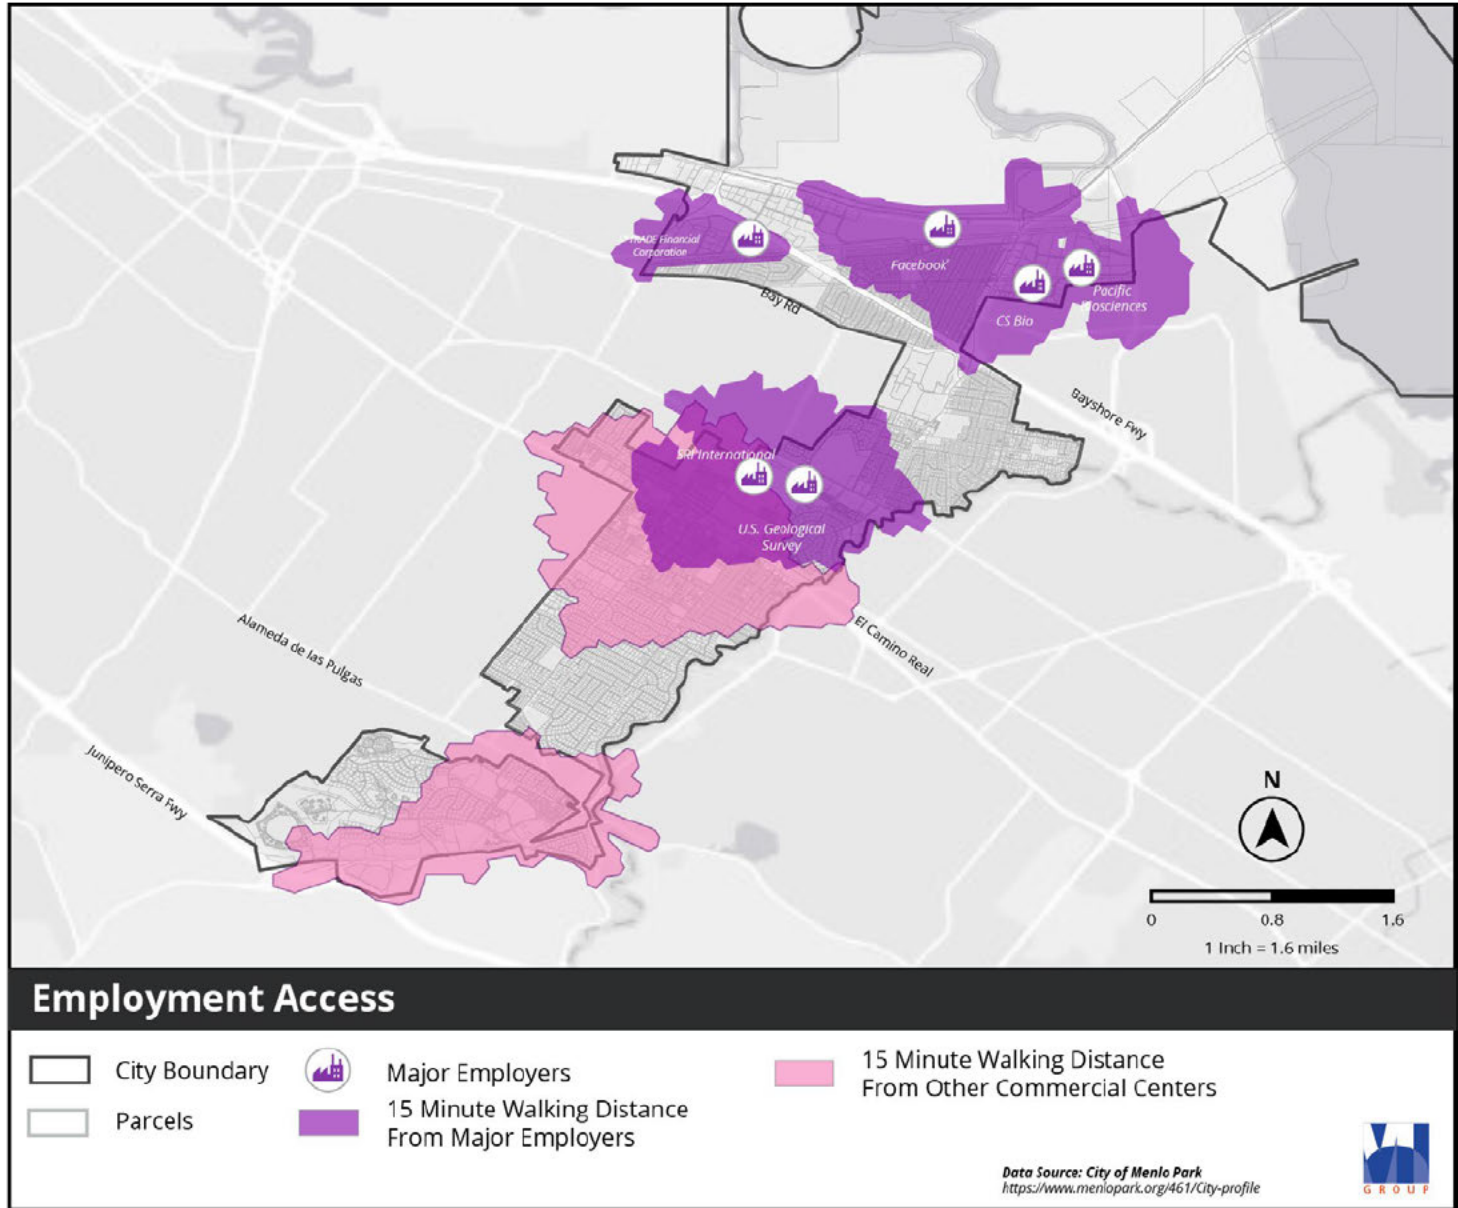 TRADE Financial
Corporation
Facebook
Pacific
Biosciences
CS Bio
Bay Rd
Bayshore Fwy
SRI International
U.S. Geological
Survey
El Camino Real
Alameda de las Pulgas
Junipero Serra Fwy
N
0 0.8 1.6
1 Inch = 1.6 miles
Employment Access
City Boundary
Parcels
Major Employers
15 Minute Walking Distance
From Major Employers
15 Minute Walking Distance
From Other Commercial Centers
Data Source: City of Menlo Park
https://www.menlopark.org/461/City-profile
GROUP